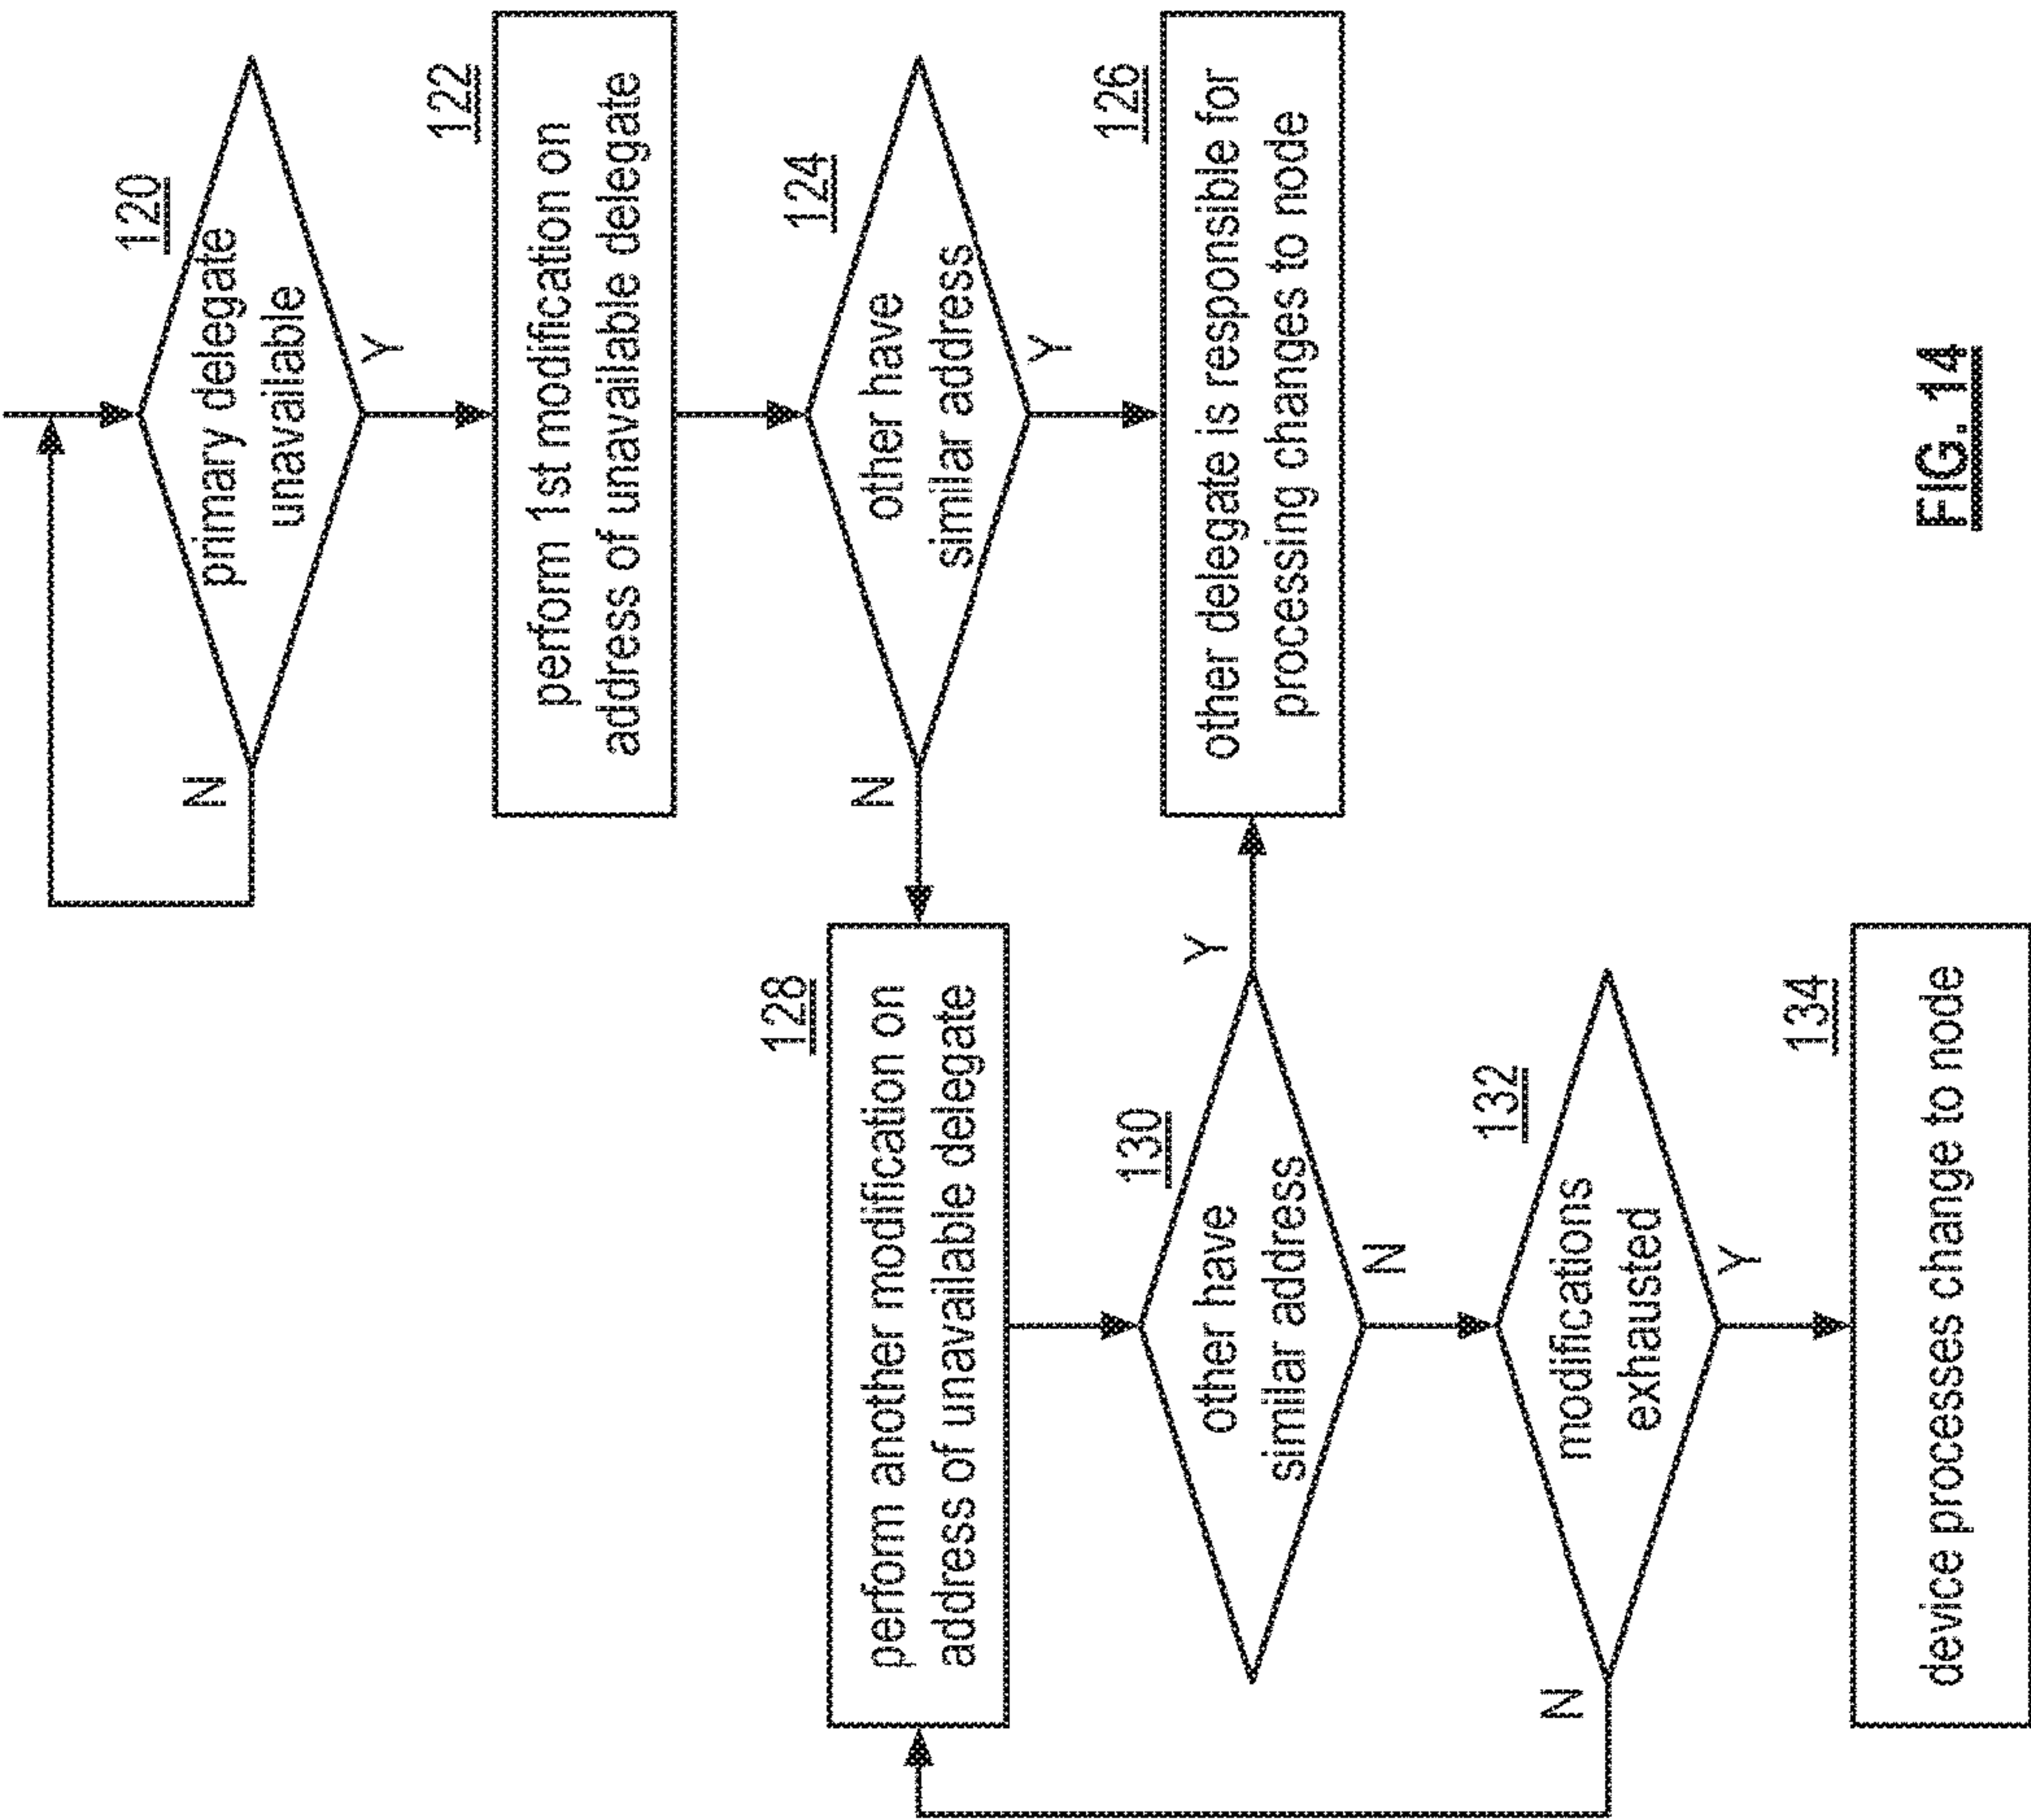 120
primary delegate
unavailable
N
Y
122
perform 1st modification on
address of unavailable delegate
124
other have
similar address
N
Y
126
other delegate is responsible for
processing changes to node
128
perform another modification on
address of unavailable delegate
130
other have
similar address
Y
N
132
modifications
exhausted
N
Y
134
device processes change to node
FIG. 14